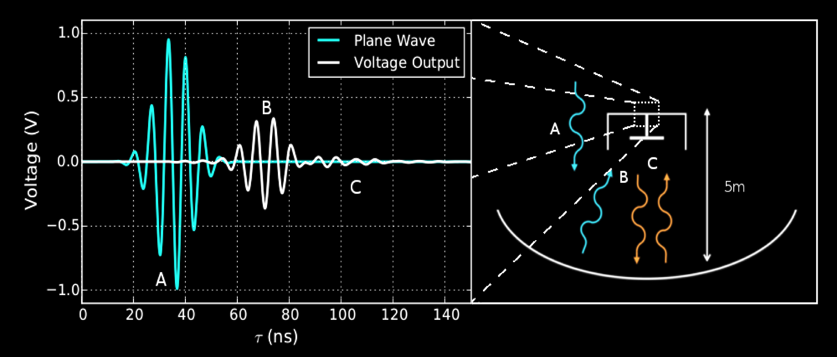 1.0
0.5
0.0
−0.5
−1.0
Voltage (V)
0
20
40
60
80
100
120
140
τ (ns)
Plane Wave
Voltage Output
A
B
C
A
B
C
5m